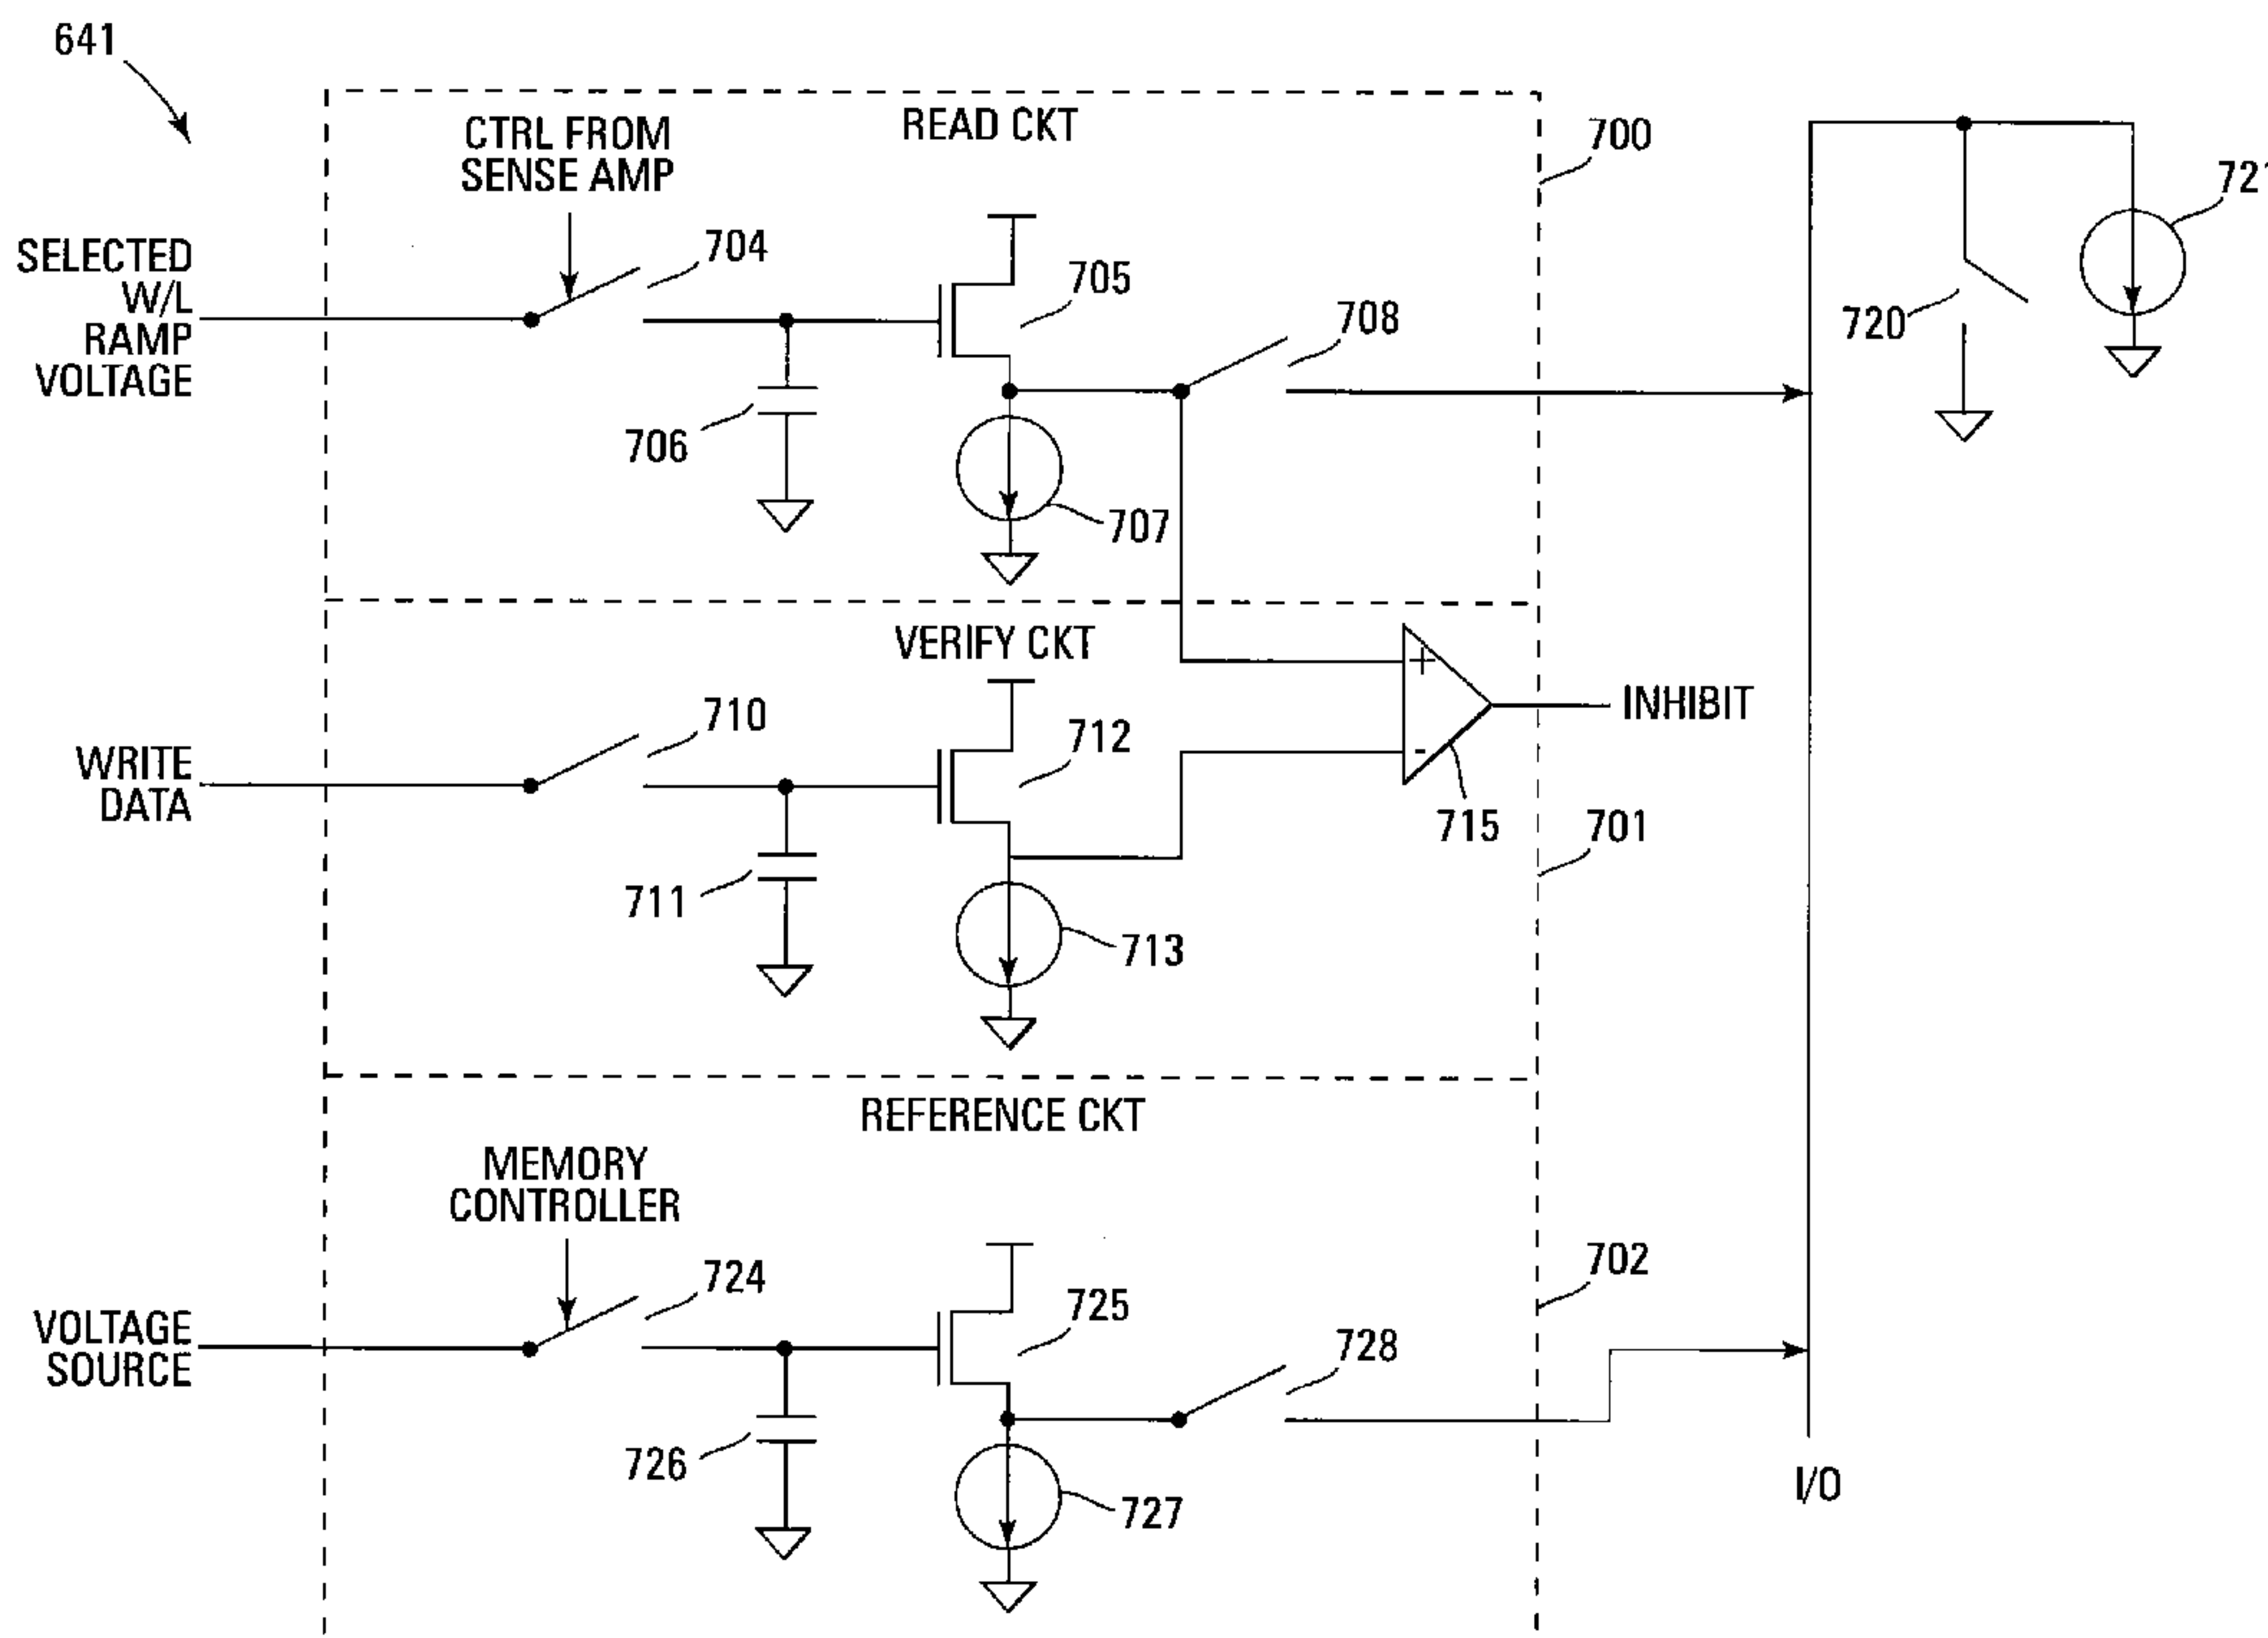 641
CTRL FROM
SENSE AMP
READ CKT
700
721
SELECTED
W/L
RAMP
VOLTAGE
704
705
708
720
706
707
VERIFY CKT
+
INHIBIT
710
712
WRITE
DATA
-
715
701
711
713
REFERENCE CKT
MEMORY
CONTROLLER
702
724
725
728
VOLTAGE
SOURCE
726
727
I/O